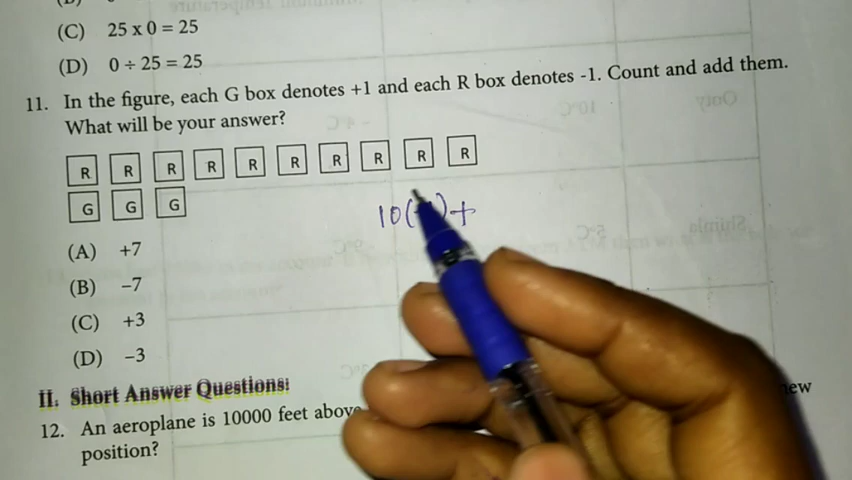 (C) 25 x 0 = 25
(D) 0 ÷ 25 = 25
11. In the figure, each G box denotes +1 and each R box denotes -1. Count and add them.
What will be your answer?
R R R R R R R R R R
G G G
10( ) +
(A) +7
(B) –7
(C) +3
(D) –3
II. Short Answer Questions:
12. An aeroplane is 10000 feet above new
position?